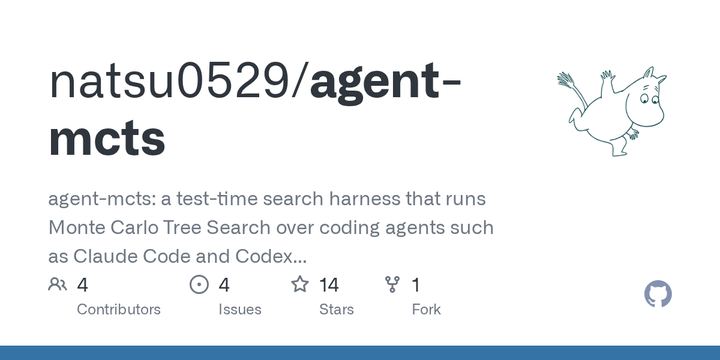 natsu0529/agent-
mcts
agent-mcts: a test-time search harness that runs
Monte Carlo Tree Search over coding agents such
as Claude Code and Codex...
4
Contributors
4
Issues
14
Stars
1
Fork